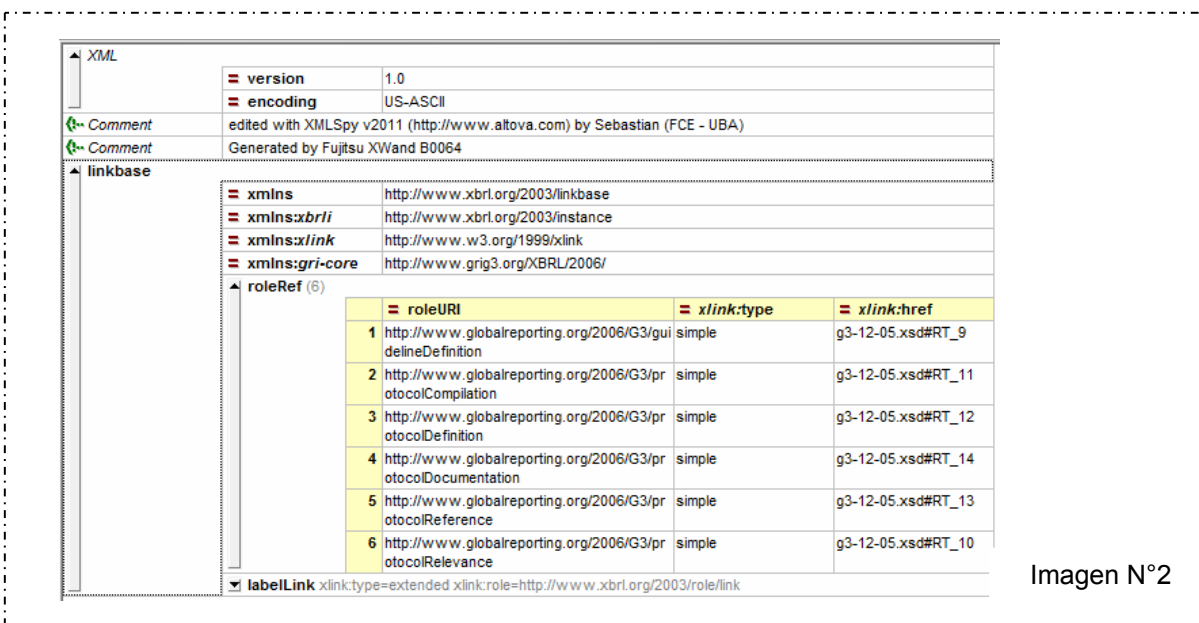 XML
= version 1.0
= encoding US-ASCII
Comment edited with XMLSpy v2011 (http://www.altova.com) by Sebastian (FCE - UBA)
Comment Generated by Fujitsu XWand B0064
linkbase
= xmlns http://www.xbrl.org/2003/linkbase
= xmlns:xbrli http://www.xbrl.org/2003/instance
= xmlns:xlink http://www.w3.org/1999/xlink
= xmlns:gri-core http://www.grig3.org/XBRL/2006/
roleRef (6)
= roleURI = xlink:type = xlink:href
1 http://www.globalreporting.org/2006/G3/gui simple g3-12-05.xsd#RT_9
delineDefinition
2 http://www.globalreporting.org/2006/G3/pr simple g3-12-05.xsd#RT_11
otocolCompilation
3 http://www.globalreporting.org/2006/G3/pr simple g3-12-05.xsd#RT_12
otocolDefinition
4 http://www.globalreporting.org/2006/G3/pr simple g3-12-05.xsd#RT_14
otocolDocumentation
5 http://www.globalreporting.org/2006/G3/pr simple g3-12-05.xsd#RT_13
otocolReference
6 http://www.globalreporting.org/2006/G3/pr simple g3-12-05.xsd#RT_10
otocolRelevance
labelLink xlink:type=extended xlink:role=http://www.xbrl.org/2003/role/link
Imagen N°2